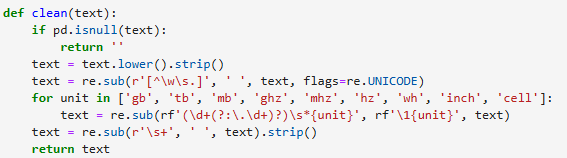 def clean(text):
    if pd.isnull(text):
        return ''
    text = text.lower().strip()
    text = re.sub(r'[^\w\s.]', ' ', text, flags=re.UNICODE)
    for unit in ['gb', 'tb', 'mb', 'ghz', 'mhz', 'hz', 'wh', 'inch', 'cell']:
        text = re.sub(rf'(\d+(?:\.\d+)?)\s*{unit}', rf'\1{unit}', text)
    text = re.sub(r'\s+', ' ', text).strip()
    return text